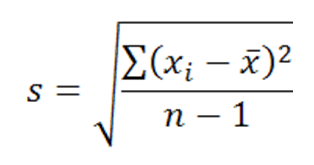 s = √(∑(xᵢ − x̄)² / (n − 1))